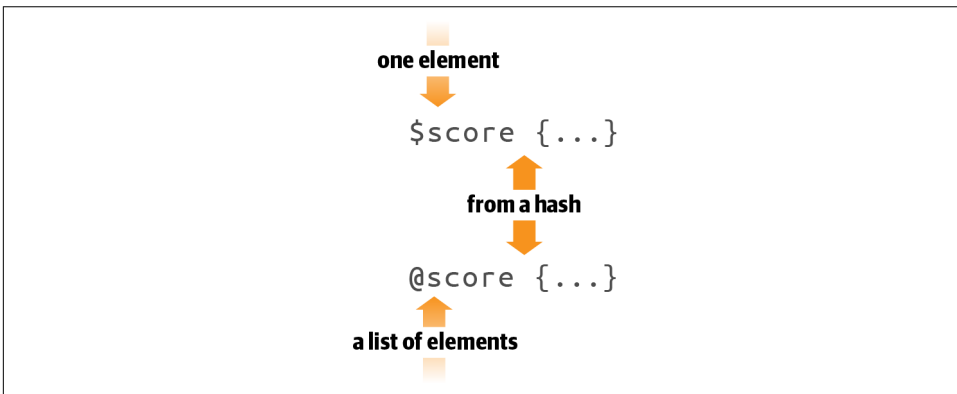 one element
$score {...}
from a hash
@score {...}
a list of elements